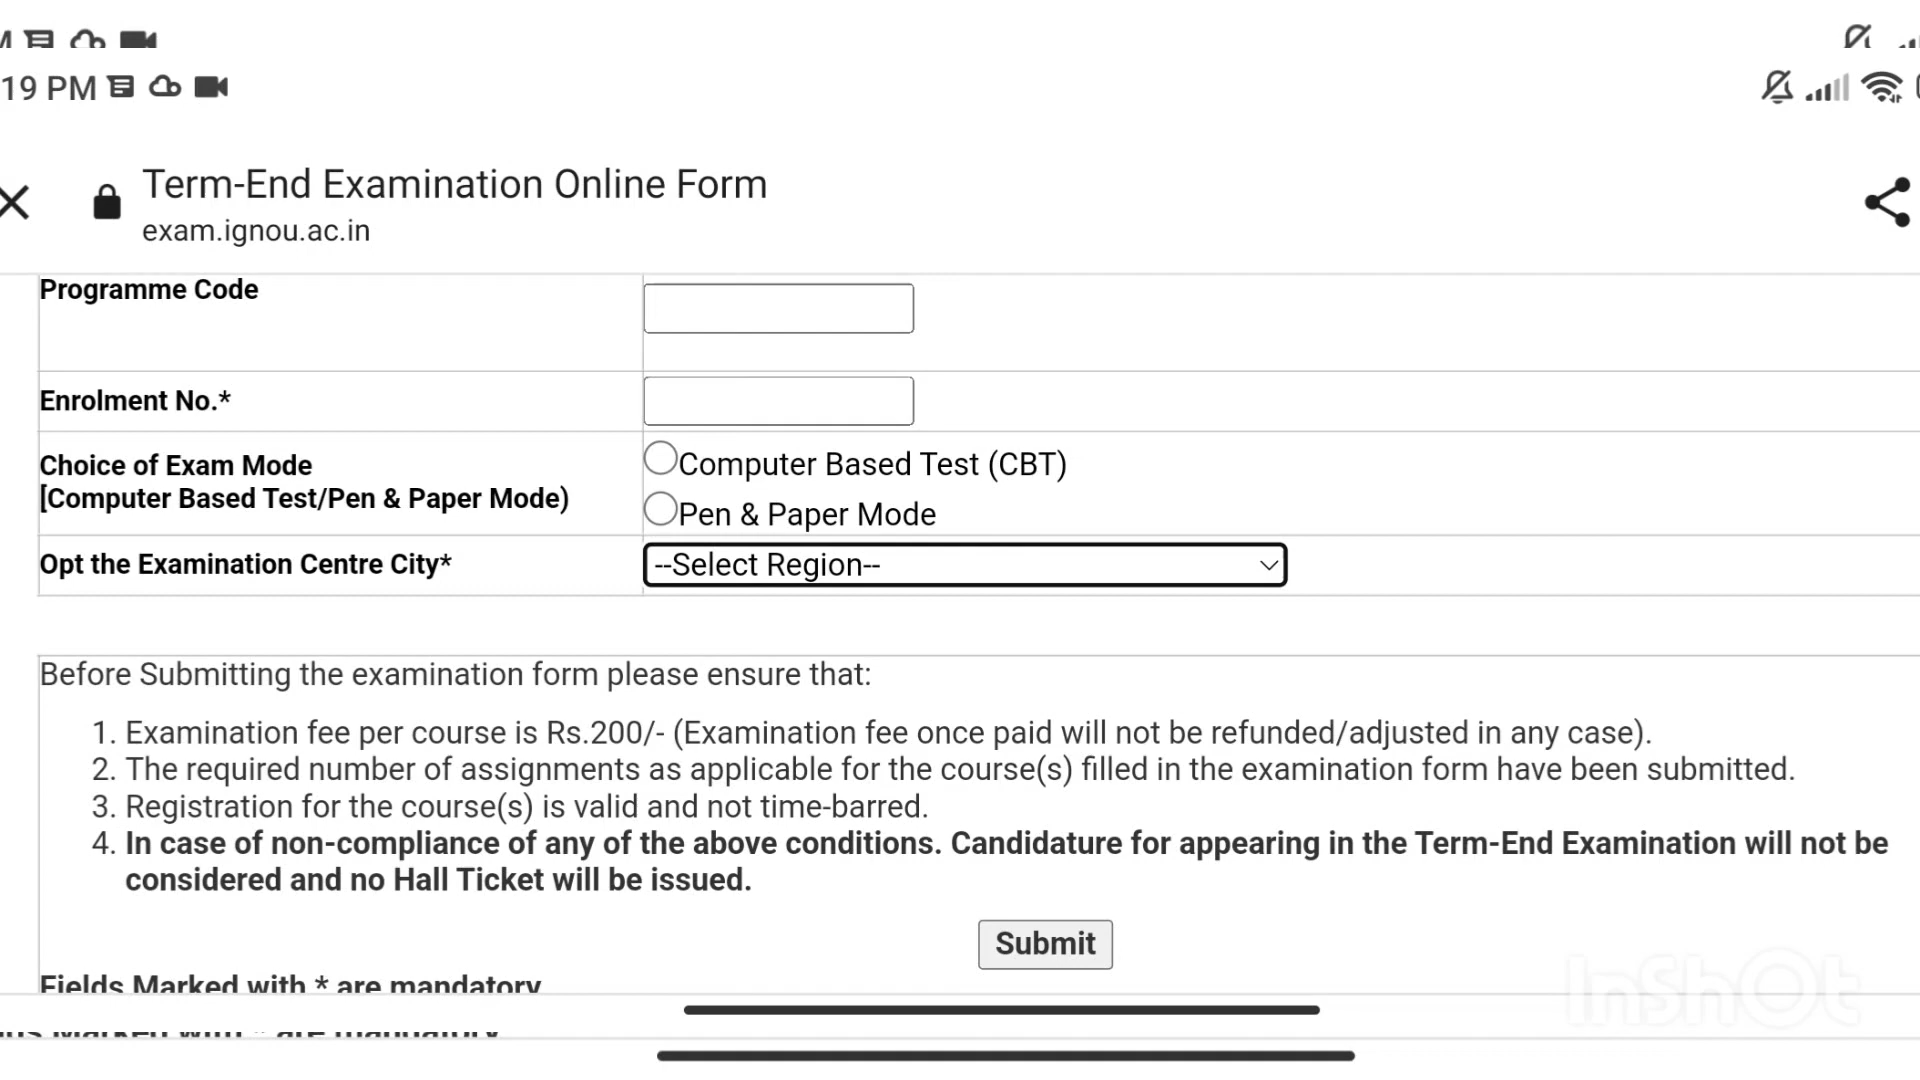 19 PM
Term-End Examination Online Form
exam.ignou.ac.in
Programme Code
Enrolment No.*
Choice of Exam Mode
[Computer Based Test/Pen & Paper Mode)
Computer Based Test (CBT)
Pen & Paper Mode
Opt the Examination Centre City*
--Select Region--
Before Submitting the examination form please ensure that:
1. Examination fee per course is Rs.200/- (Examination fee once paid will not be refunded/adjusted in any case).
2. The required number of assignments as applicable for the course(s) filled in the examination form have been submitted.
3. Registration for the course(s) is valid and not time-barred.
4. In case of non-compliance of any of the above conditions. Candidature for appearing in the Term-End Examination will not be
considered and no Hall Ticket will be issued.
Submit
Fields Marked with * are mandatory
InShOt